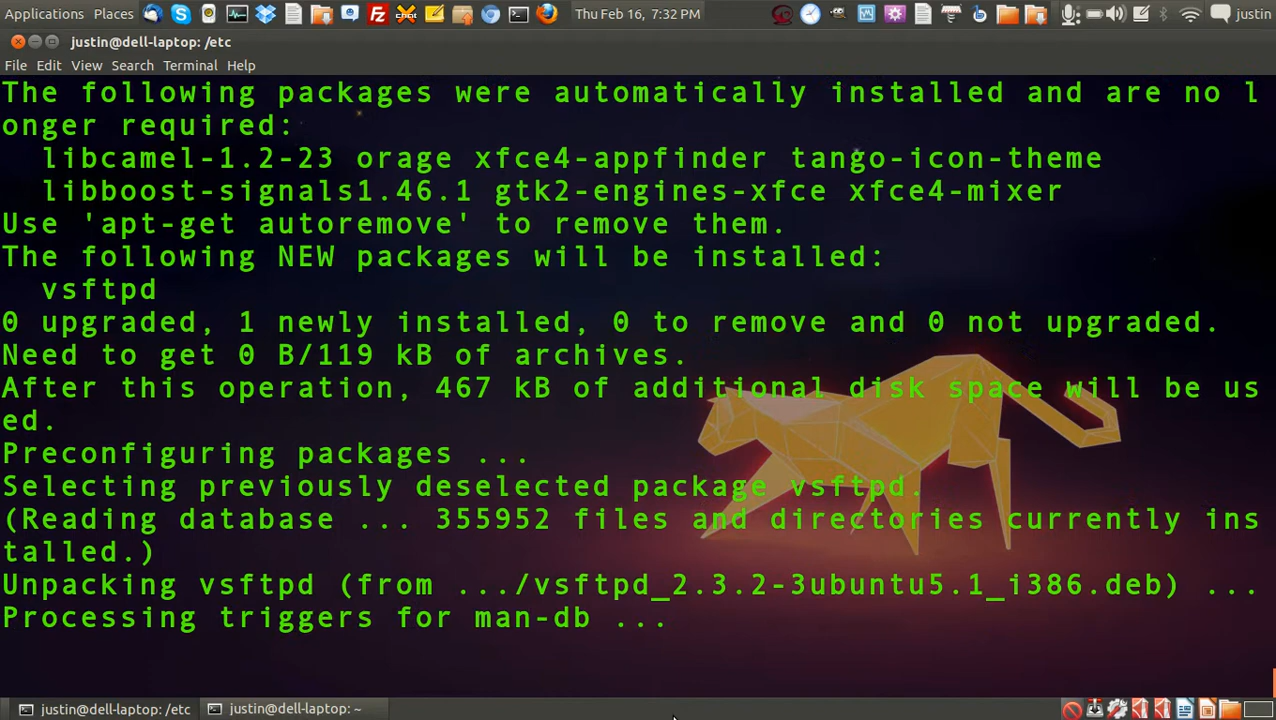 Applications Places
Thu Feb 16, 7:32 PM
justin
justin@dell-laptop: /etc
File Edit View Search Terminal Help
The following packages were automatically installed and are no l
onger required:
libcamel-1.2-23 orage xfce4-appfinder tango-icon-theme
libboost-signals1.46.1 gtk2-engines-xfce xfce4-mixer
Use 'apt-get autoremove' to remove them.
The following NEW packages will be installed:
vsftpd
0 upgraded, 1 newly installed, 0 to remove and 0 not upgraded.
Need to get 0 B/119 kB of archives.
After this operation, 467 kB of additional disk space will be us
ed.
Preconfiguring packages ...
Selecting previously deselected package vsftpd.
(Reading database ... 355952 files and directories currently ins
talled.)
Unpacking vsftpd (from .../vsftpd_2.3.2-3ubuntu5.1_i386.deb) ...
Processing triggers for man-db ...
justin@dell-laptop: /etc
justin@dell-laptop: ~